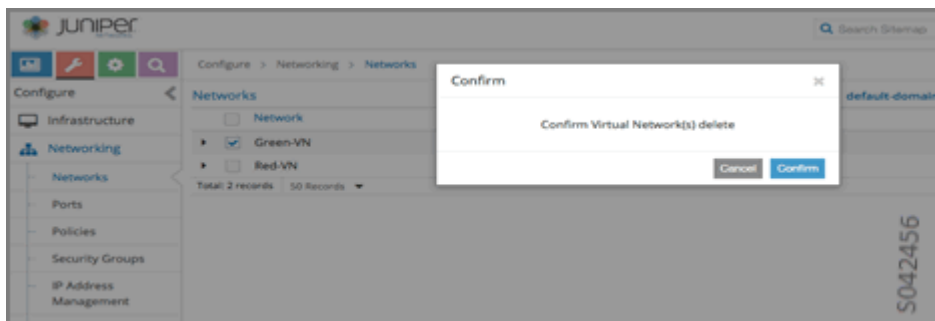 JUNIPER
NETWORKS
Search Sitemap
Configure > Networking > Networks
Configure
Networks
default-domain
Confirm
Confirm Virtual Network(s) delete
Cancel
Confirm
Infrastructure
Networking
Networks
Ports
Policies
Security Groups
IP Address
Management
Network
Green-VN
Red-VN
Total: 2 records
50 Records
S042456